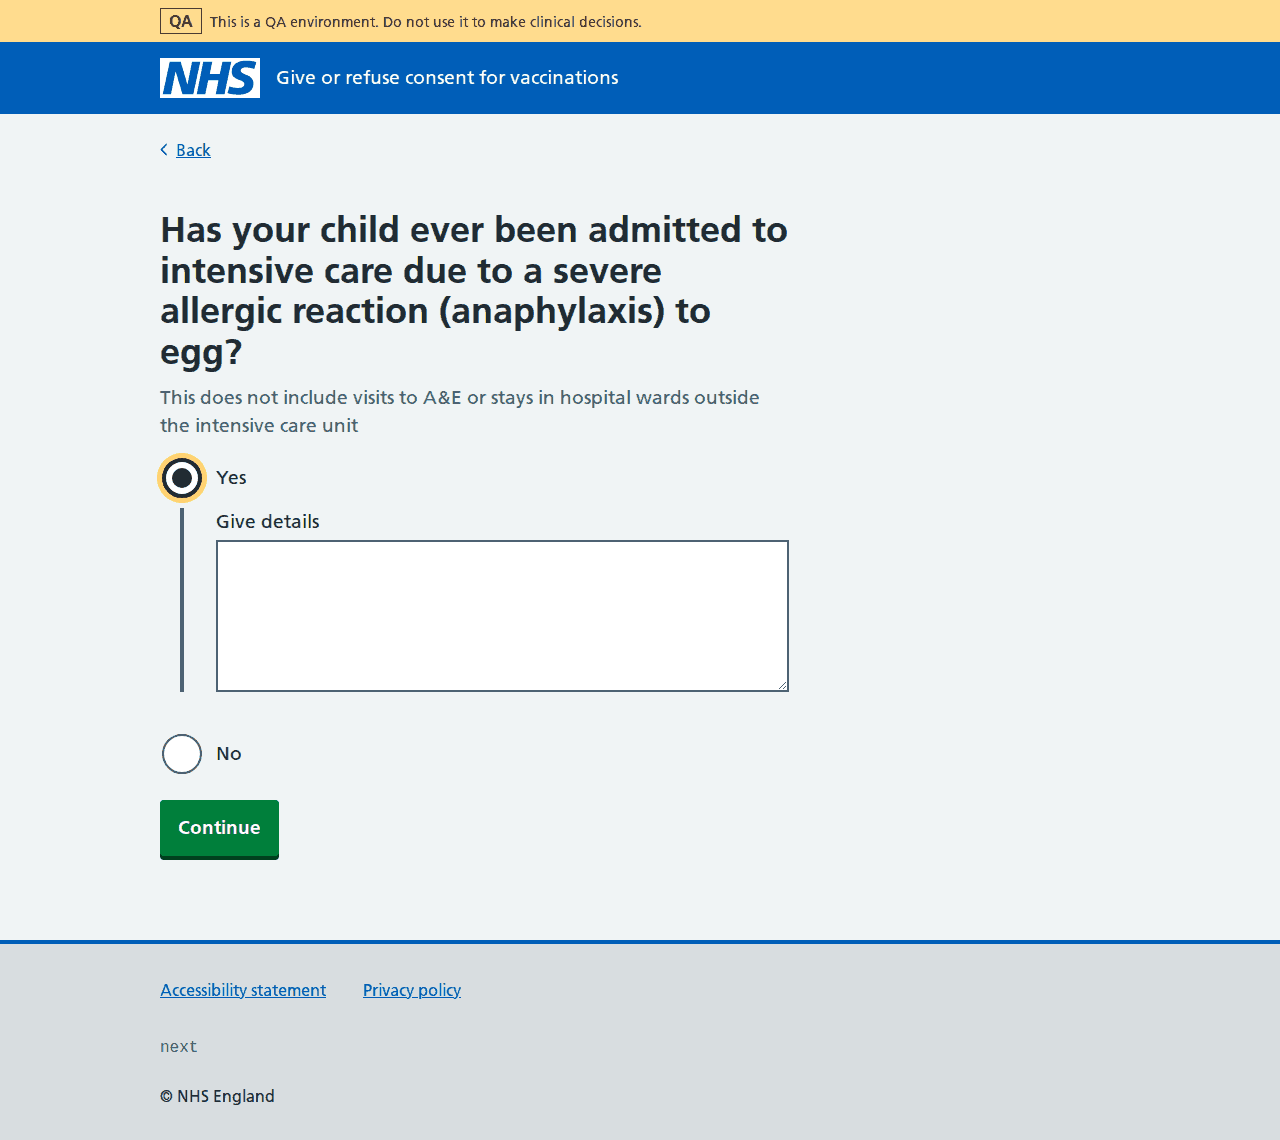 QA This is a QA environment. Do not use it to make clinical decisions.
NHS Give or refuse consent for vaccinations
Back
Has your child ever been admitted to
intensive care due to a severe
allergic reaction (anaphylaxis) to
egg?
This does not include visits to A&E or stays in hospital wards outside
the intensive care unit
Yes
Give details
No
Continue
Accessibility statement Privacy policy
next
© NHS England